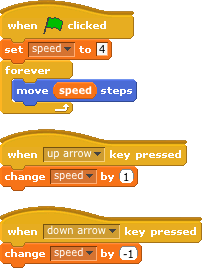 when clicked
set speed to 4
forever
move speed steps
when up arrow key pressed
change speed by 1
when down arrow key pressed
change speed by -1